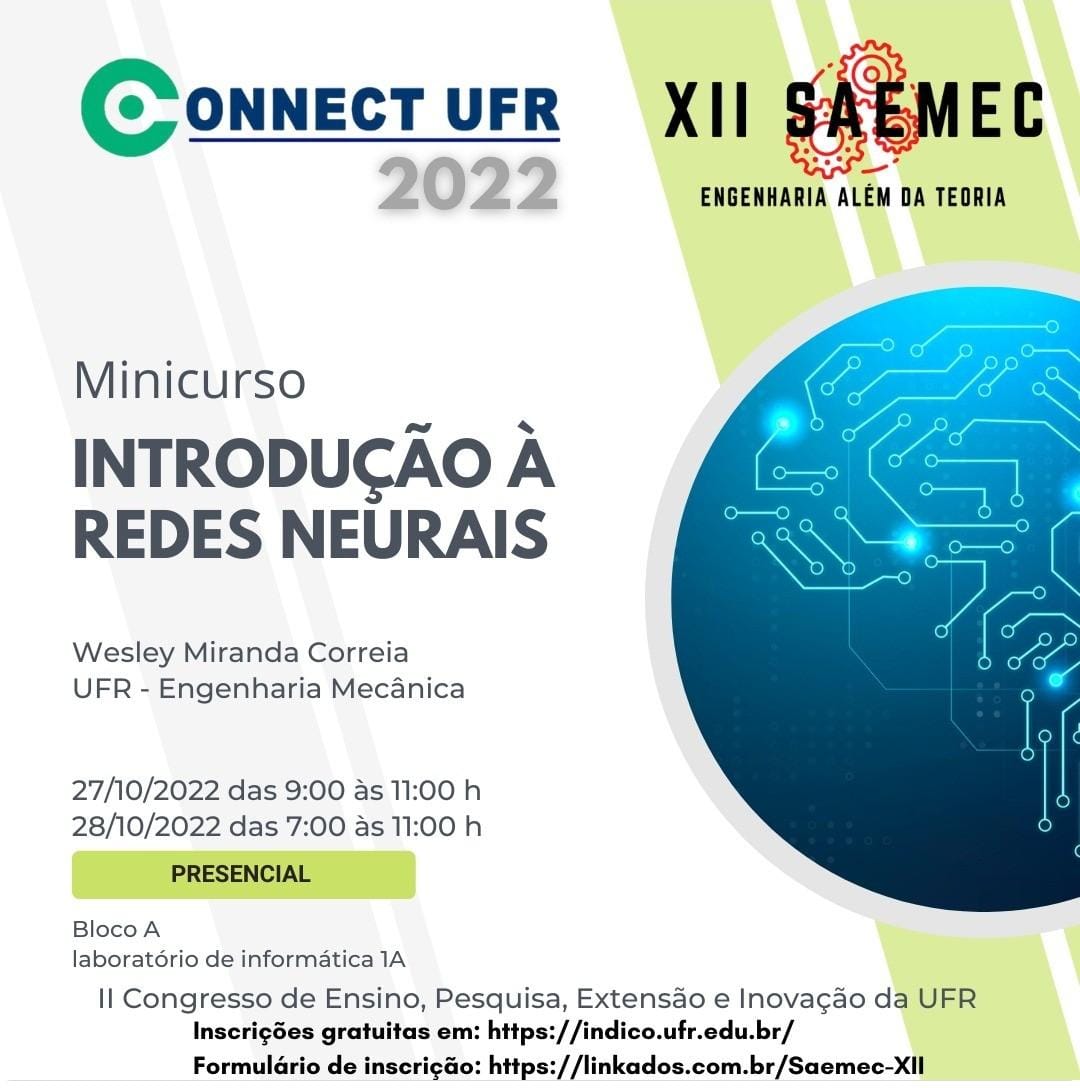 CONNECT UFR
2022
XII SAEMEC
ENGENHARIA ALÉM DA TEORIA
Minicurso
INTRODUÇÃO À
REDES NEURAIS
Wesley Miranda Correia
UFR - Engenharia Mecânica
27/10/2022 das 9:00 às 11:00 h
28/10/2022 das 7:00 às 11:00 h
PRESENCIAL
Bloco A
laboratório de informática 1A
II Congresso de Ensino, Pesquisa, Extensão e Inovação da UFR
Inscrições gratuitas em: https://indico.ufr.edu.br/
Formulário de inscrição: https://linkados.com.br/Saemec-XII